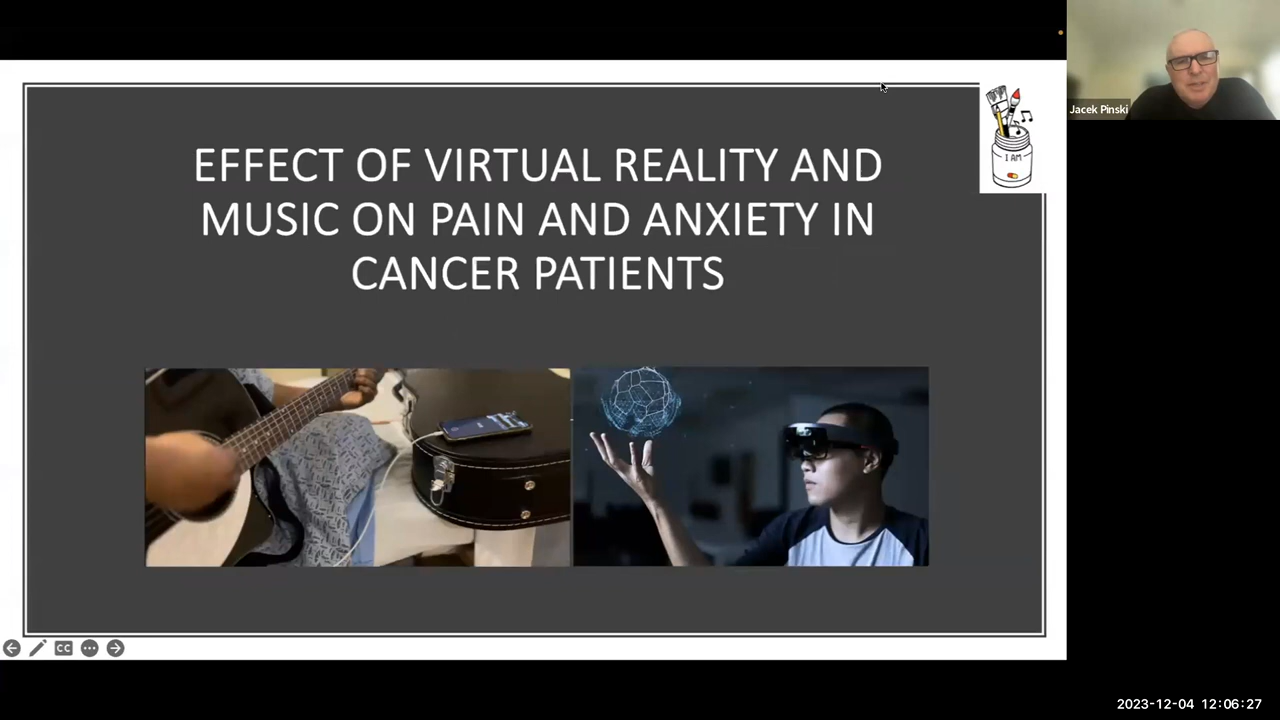 EFFECT OF VIRTUAL REALITY AND
MUSIC ON PAIN AND ANXIETY IN
CANCER PATIENTS
I AM
Jacek Pinski
CC
2023-12-04 12:06:27